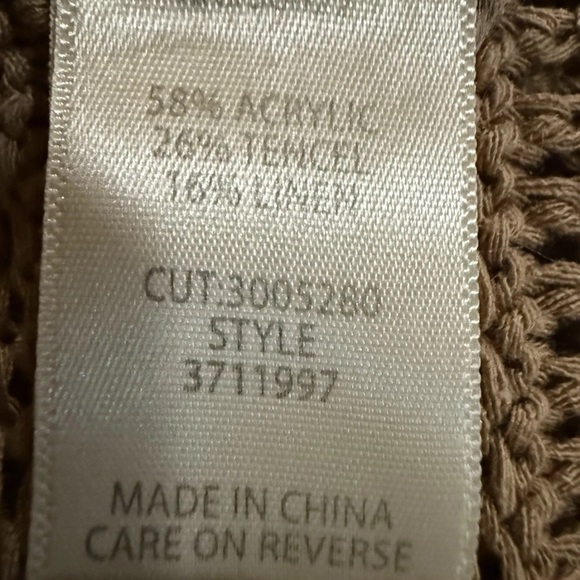 58% ACRYLIC
26% TENCEL
16% LINEN
CUT:3005280
STYLE
3711997
MADE IN CHINA
CARE ON REVERSE